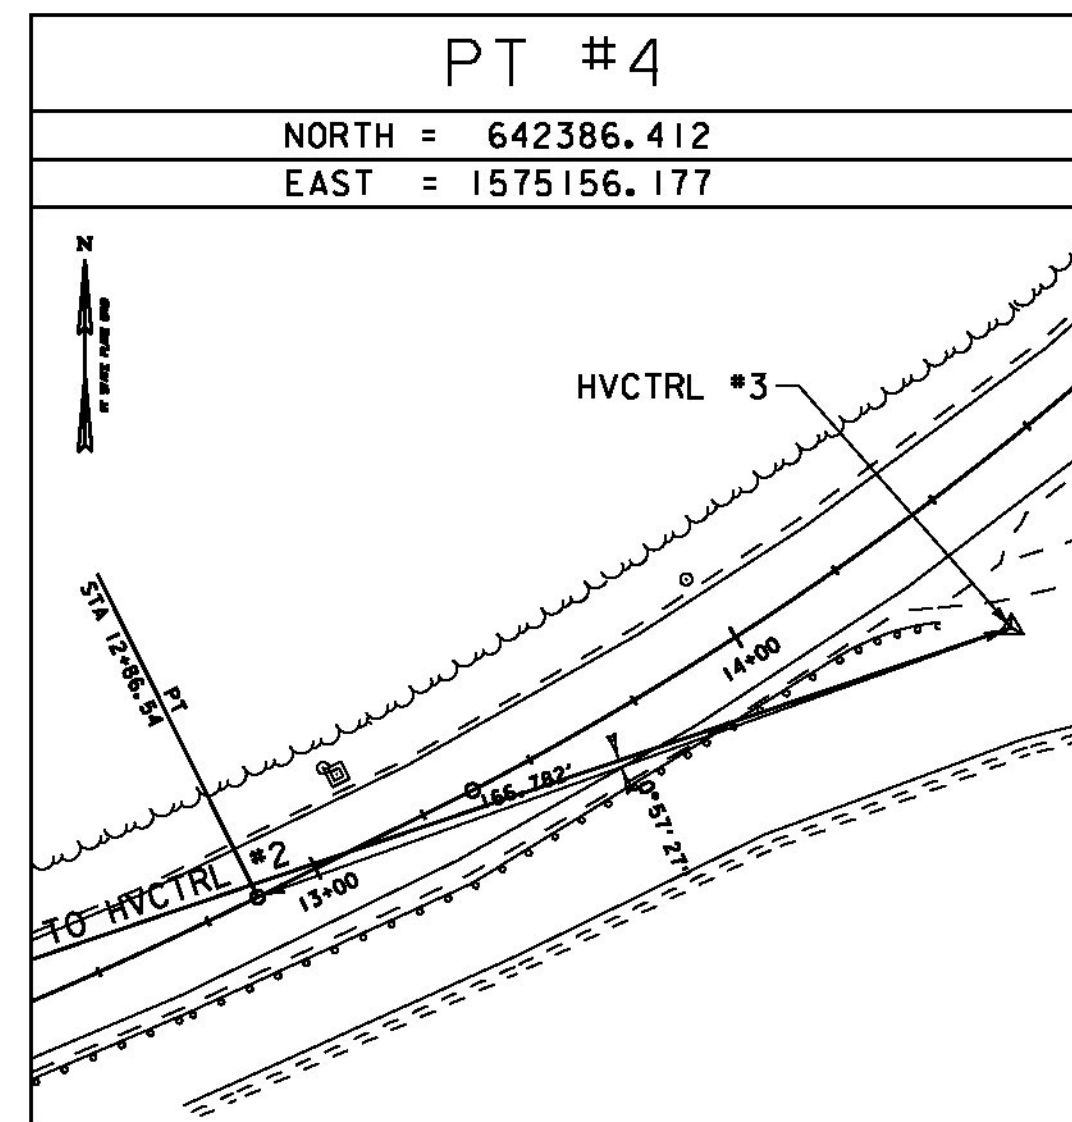 PT #4
NORTH = 642386.412
EAST = 1575156.177
N
HVCTRL #3
STA 12+86.54
PT
14+00
166.782'
0°57'27"
TO HVCTRL #2
13+00